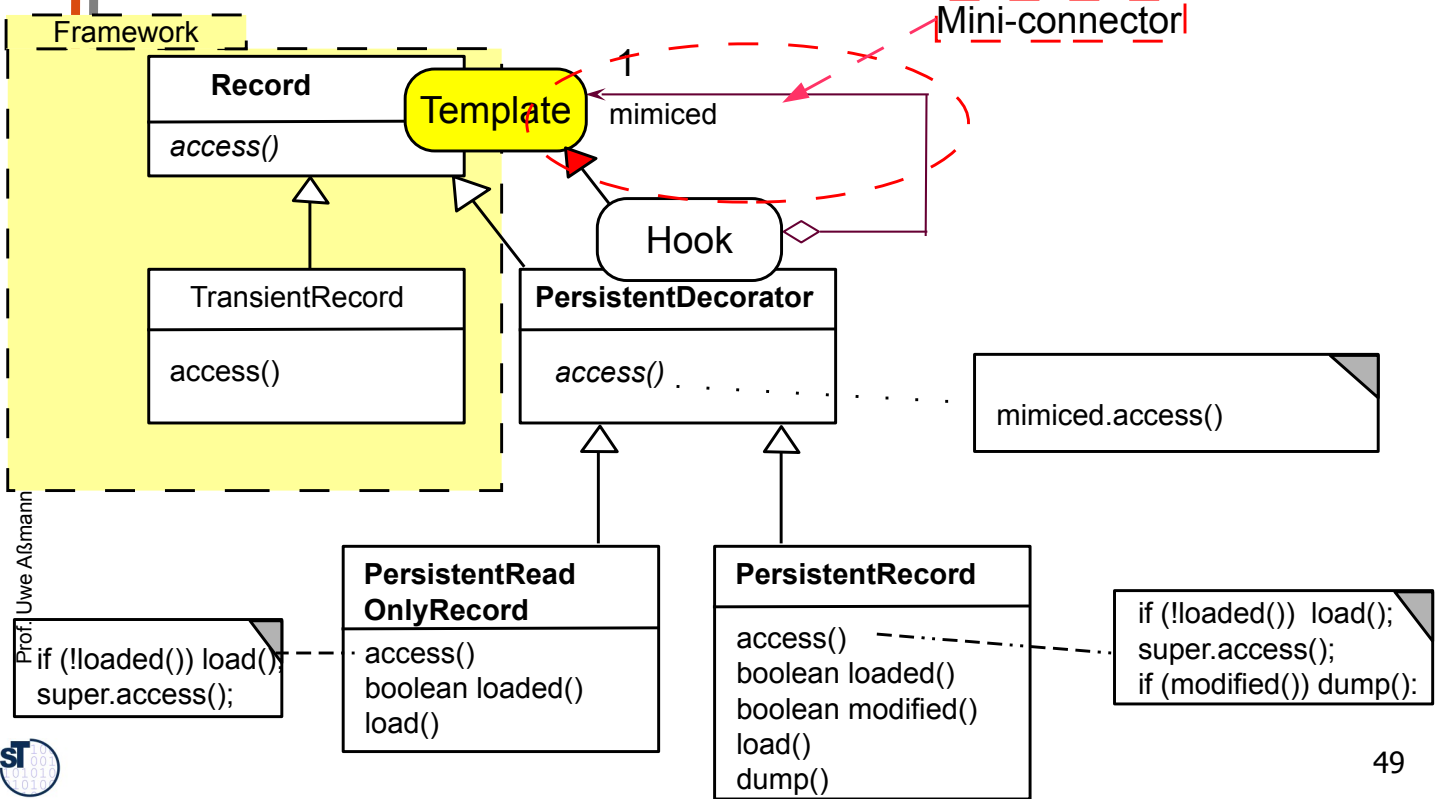 Framework
Mini-connector
Record
access()
Template
1
mimiced
Hook
TransientRecord
access()
PersistentDecorator
access()
mimiced.access()
Prof. Uwe Aßmann
PersistentRead
OnlyRecord
access()
boolean loaded()
load()
if (!loaded()) load();
super.access();
PersistentRecord
access()
boolean loaded()
boolean modified()
load()
dump()
if (!loaded()) load();
super.access();
if (modified()) dump():
ST
49